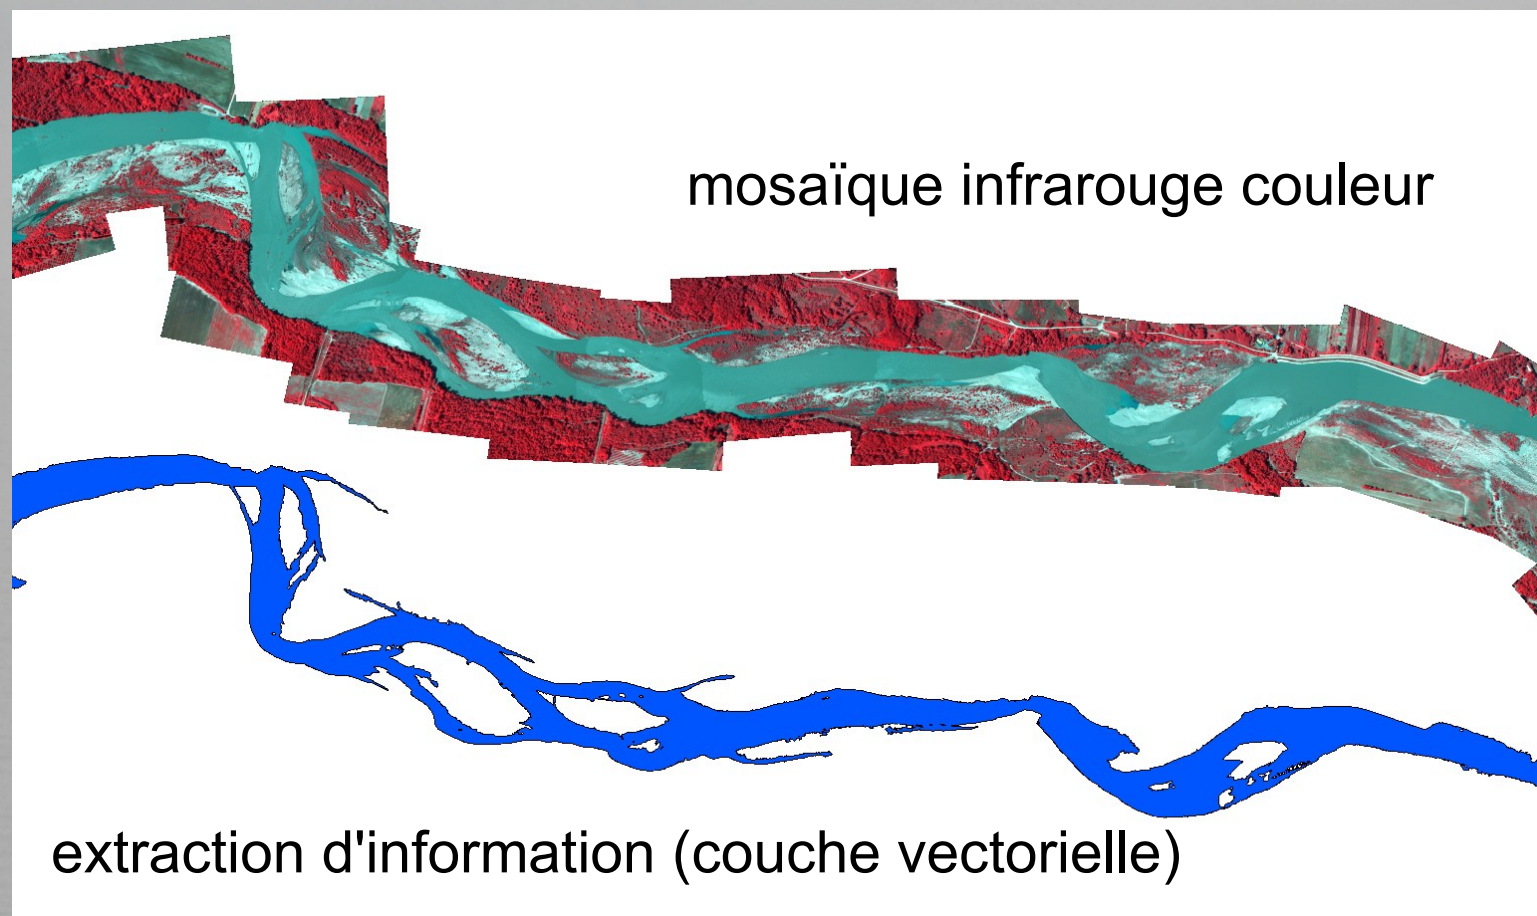 mosaïque infrarouge couleur
extraction d'information (couche vectorielle)